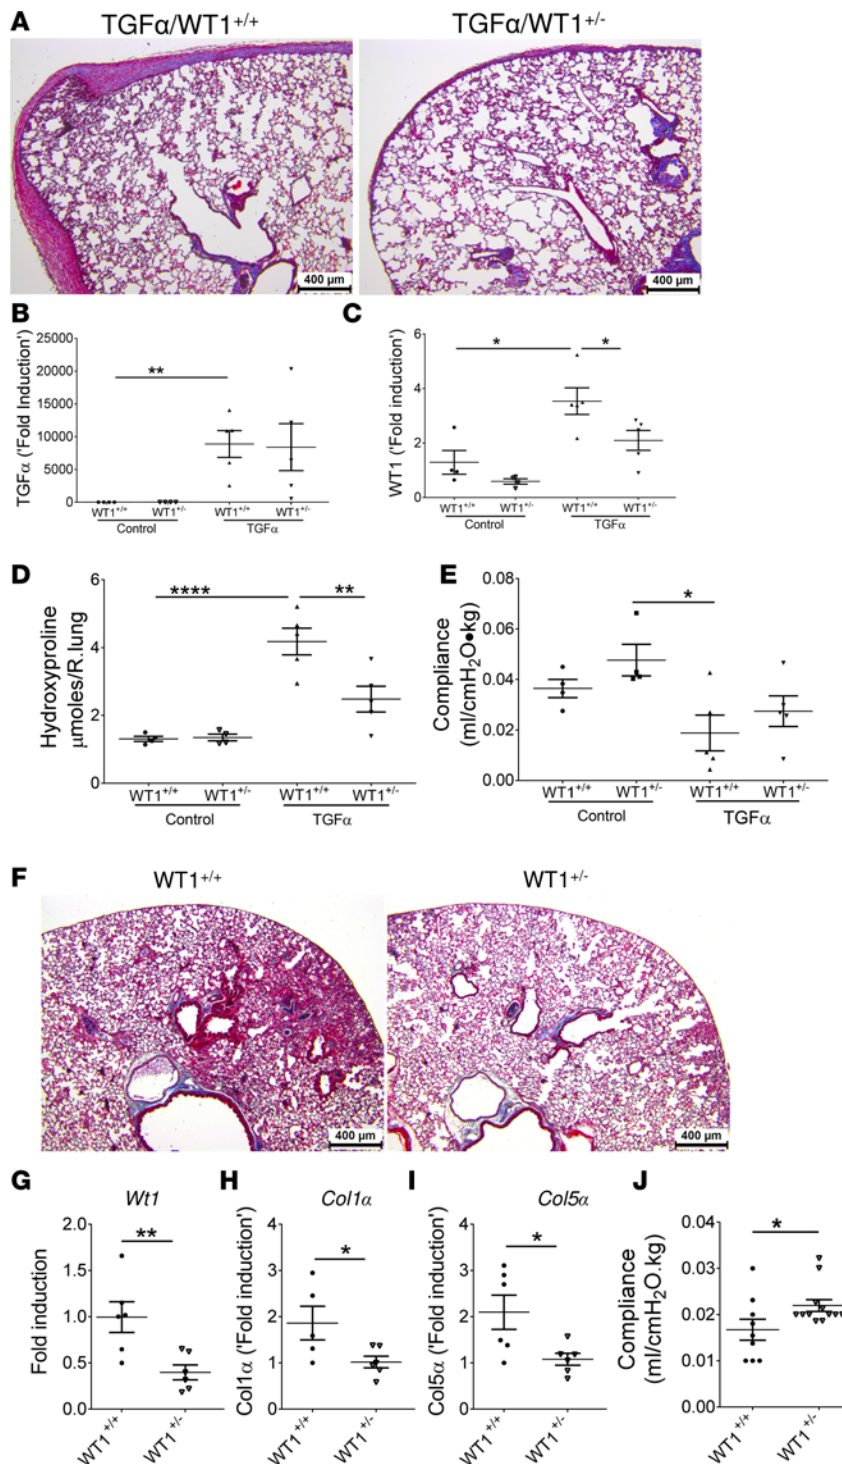 A
TGFα/WT1+/+
TGFα/WT1+/-
400 µm
400 µm
B
TGFα ('Fold Induction')
25000
20000
15000
10000
5000
0
**
WT1+/+
WT1+/-
WT1+/+
WT1+/-
Control
TGFα
C
WT1 ('Fold induction')
6
4
2
0
*
*
WT1+/+
WT1+/-
WT1+/+
WT1+/-
Control
TGFα
D
Hydroxyproline
µmoles/R.lung
6
4
2
0
****
**
WT1+/+
WT1+/-
WT1+/+
WT1+/-
Control
TGFα
E
Compliance
(ml/cmH2O•kg)
0.08
0.06
0.04
0.02
0.00
*
WT1+/+
WT1+/-
WT1+/+
WT1+/-
Control
TGFα
F
WT1+/+
WT1+/-
400 µm
400 µm
G
Wt1
Fold induction
2.0
1.5
1.0
0.5
0.0
**
WT1+/+
WT1+/-
H
Col1α
Col1α ('Fold induction')
4
2
0
*
WT1+/+
WT1+/-
I
Col5α
Col5α ('Fold induction')
4
3
2
1
0
*
WT1+/+
WT1+/-
J
Compliance
(ml/cmH2O.kg)
0.04
0.03
0.02
0.01
0.00
*
WT1+/+
WT1+/-